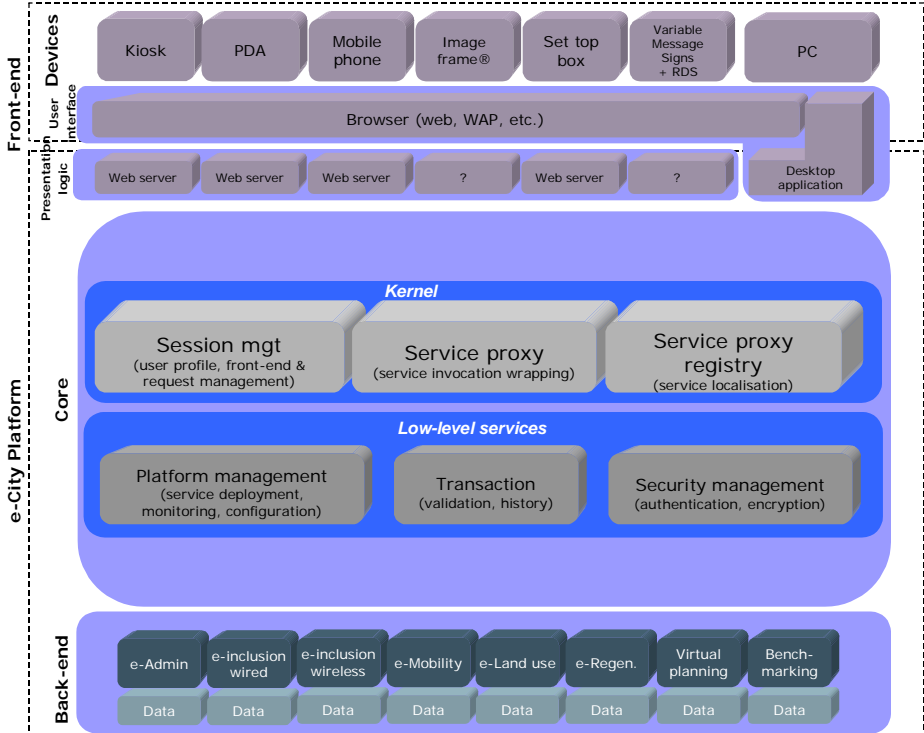 Front-end
Devices
Kiosk
PDA
Mobile
phone
Image
frame®
Set top
box
Variable
Message
Signs
+ RDS
PC
User
interface
Browser (web, WAP, etc.)
Presentation
logic
Web server
Web server
Web server
?
Web server
?
Desktop
application
e-City Platform
Core
Kernel
Session mgt
(user profile, front-end &
request management)
Service proxy
(service invocation wrapping)
Service proxy
registry
(service localisation)
Low-level services
Platform management
(service deployment,
monitoring, configuration)
Transaction
(validation, history)
Security management
(authentication, encryption)
Back-end
e-Admin
e-inclusion
wired
e-inclusion
wireless
e-Mobility
e-Land use
e-Regen.
Virtual
planning
Bench-
marking
Data
Data
Data
Data
Data
Data
Data
Data